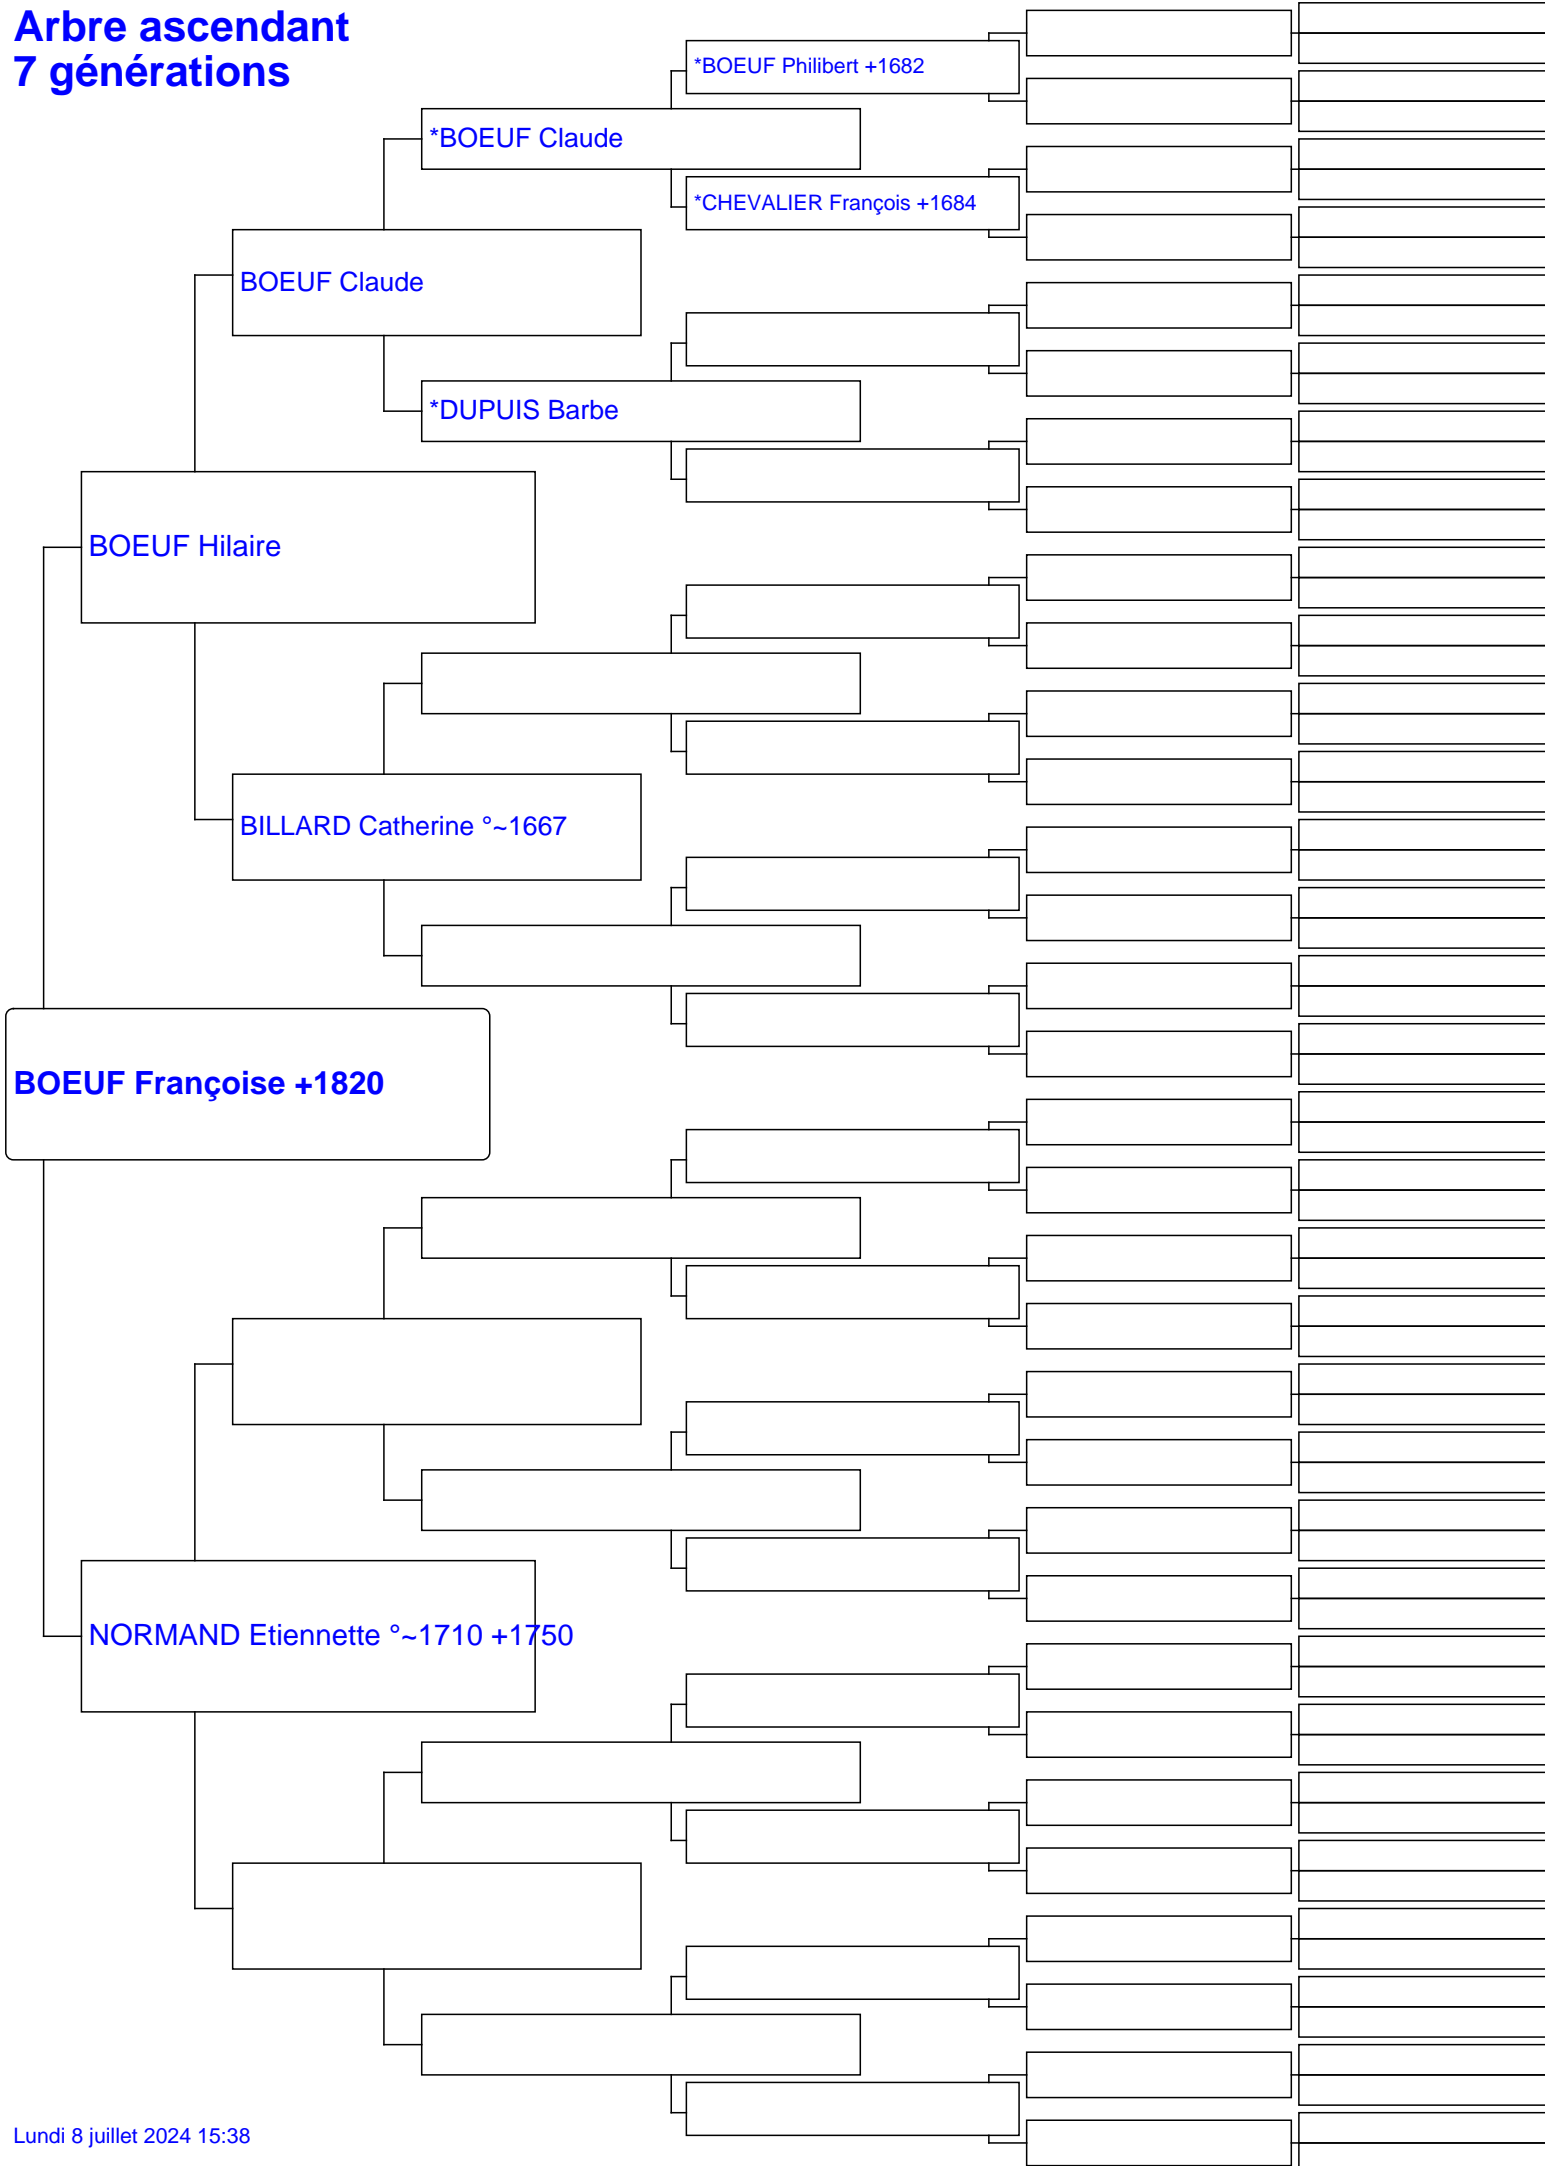 Arbre ascendant
7 générations
*BOEUF Philibert +1682
*BOEUF Claude
*CHEVALIER François +1684
BOEUF Claude
*DUPUIS Barbe
BOEUF Hilaire
BILLARD Catherine °~1667
BOEUF Françoise +1820
NORMAND Etiennette °~1710 +1750
Lundi 8 juillet 2024 15:38